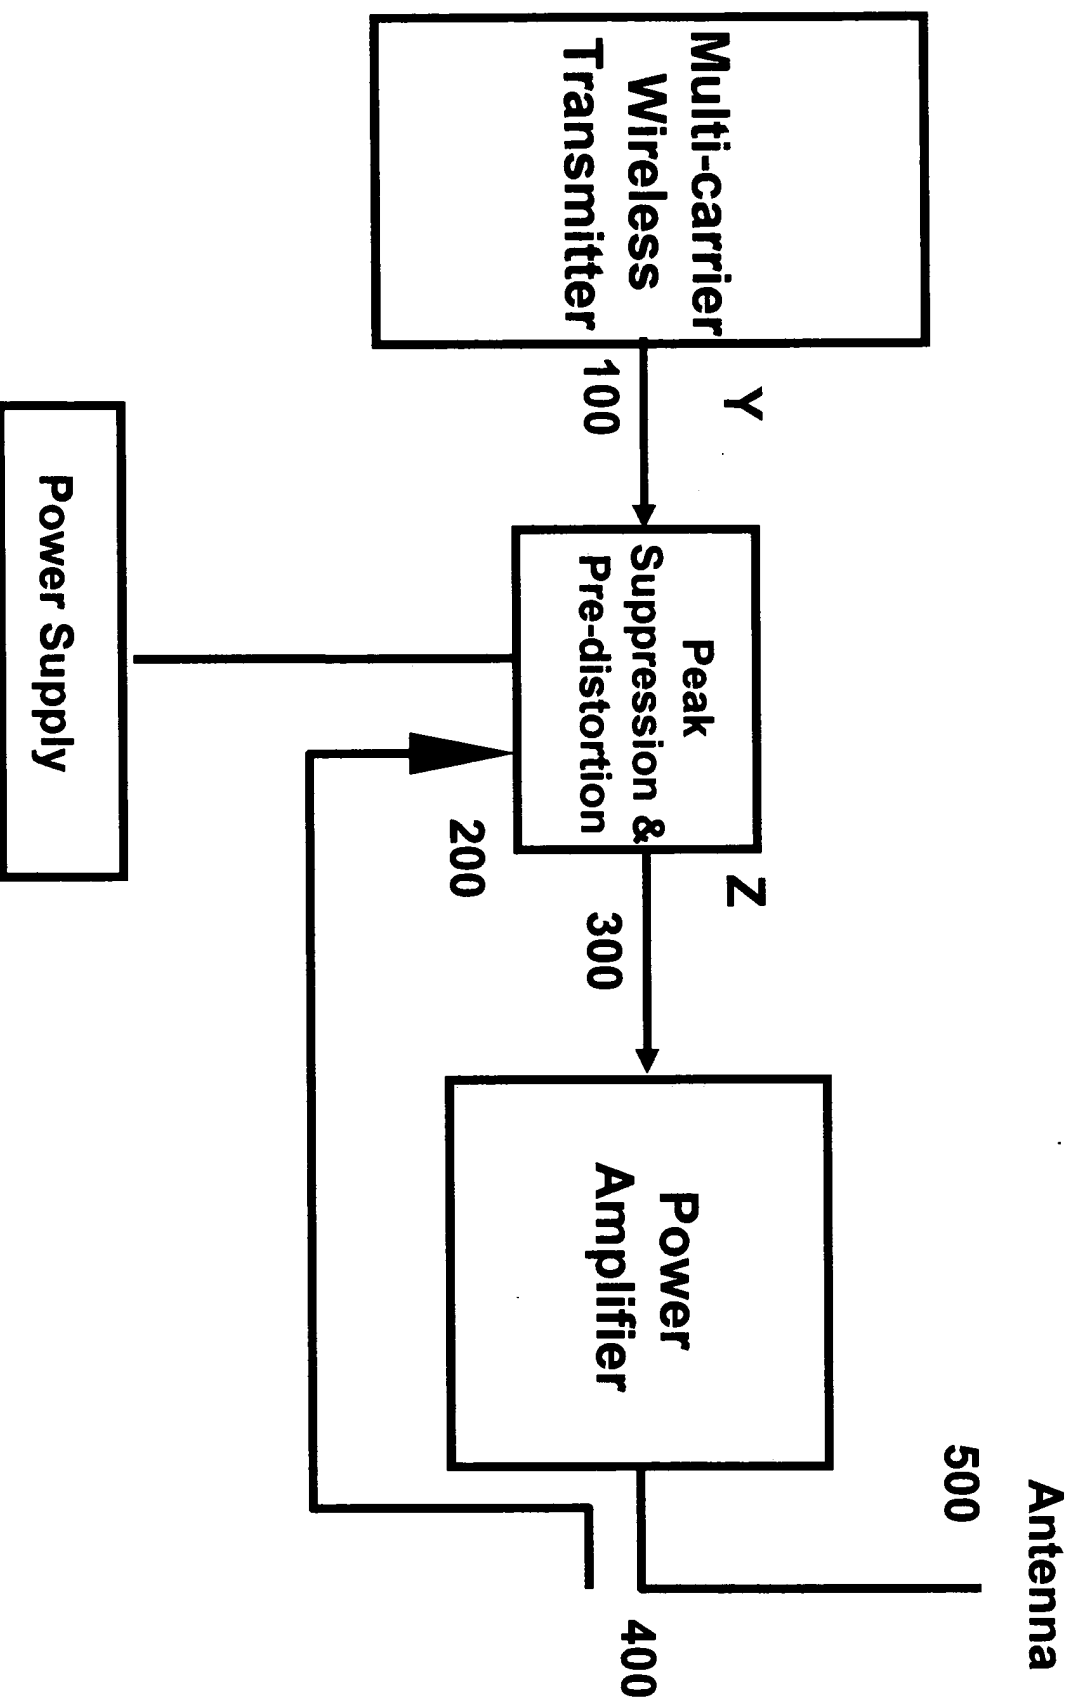 Multi-carrier
Wireless
Transmitter
Y
100
Peak
Suppression &
Pre-distortion
Z
300
200
Power
Amplifier
Antenna
500
400
Power Supply